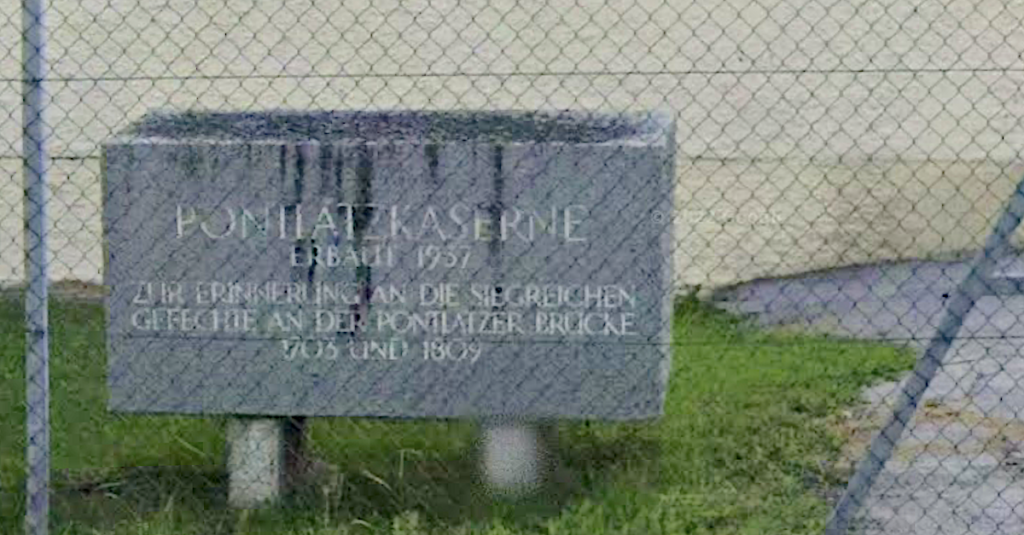 PONTLATZKASERNE
ERBAUT 1937
ZUR ERINNERUNG AN DIE SIEGREICHEN
GEFECHTE AN DER PONTLATZER BRÜCKE
1703 UND 1809